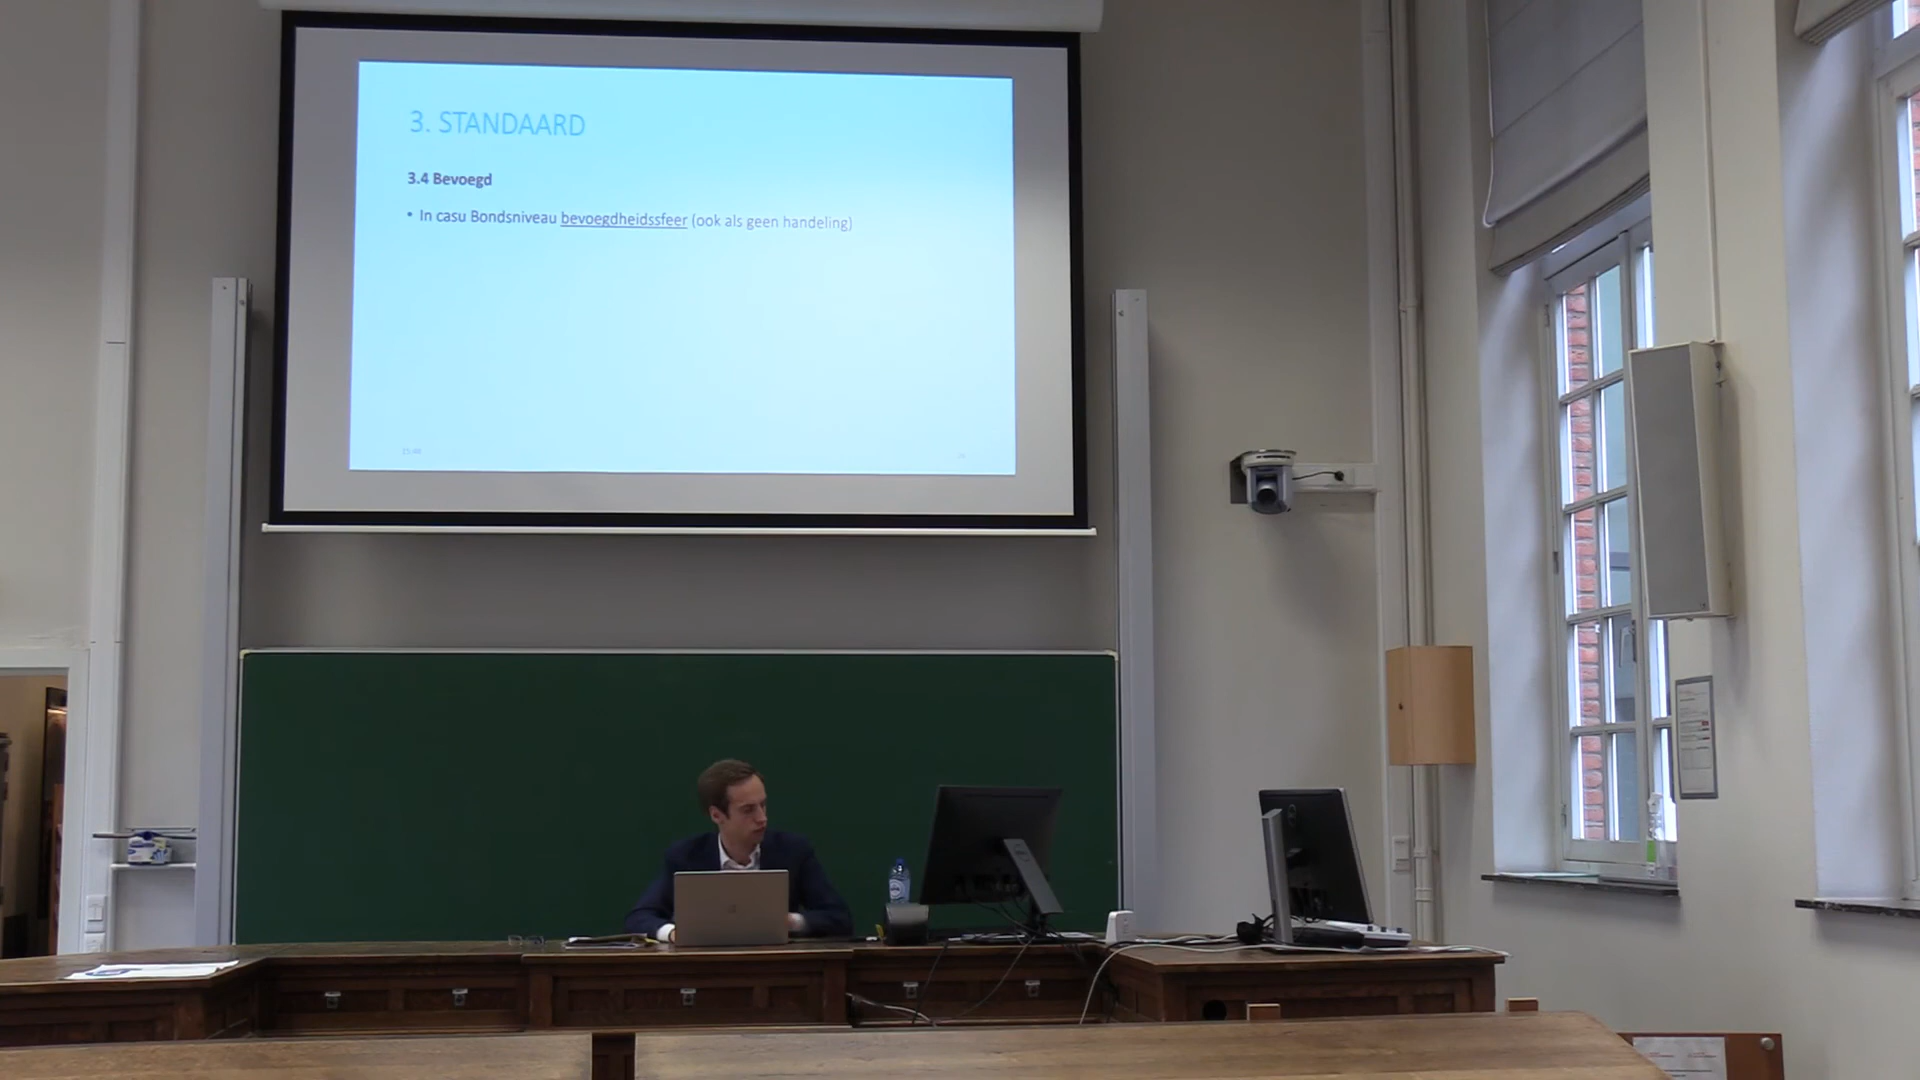 3. STANDAARD
3.4 Bevoegd
• In casu Bondsniveau bevoegdheidssfeer (ook als geen handeling)